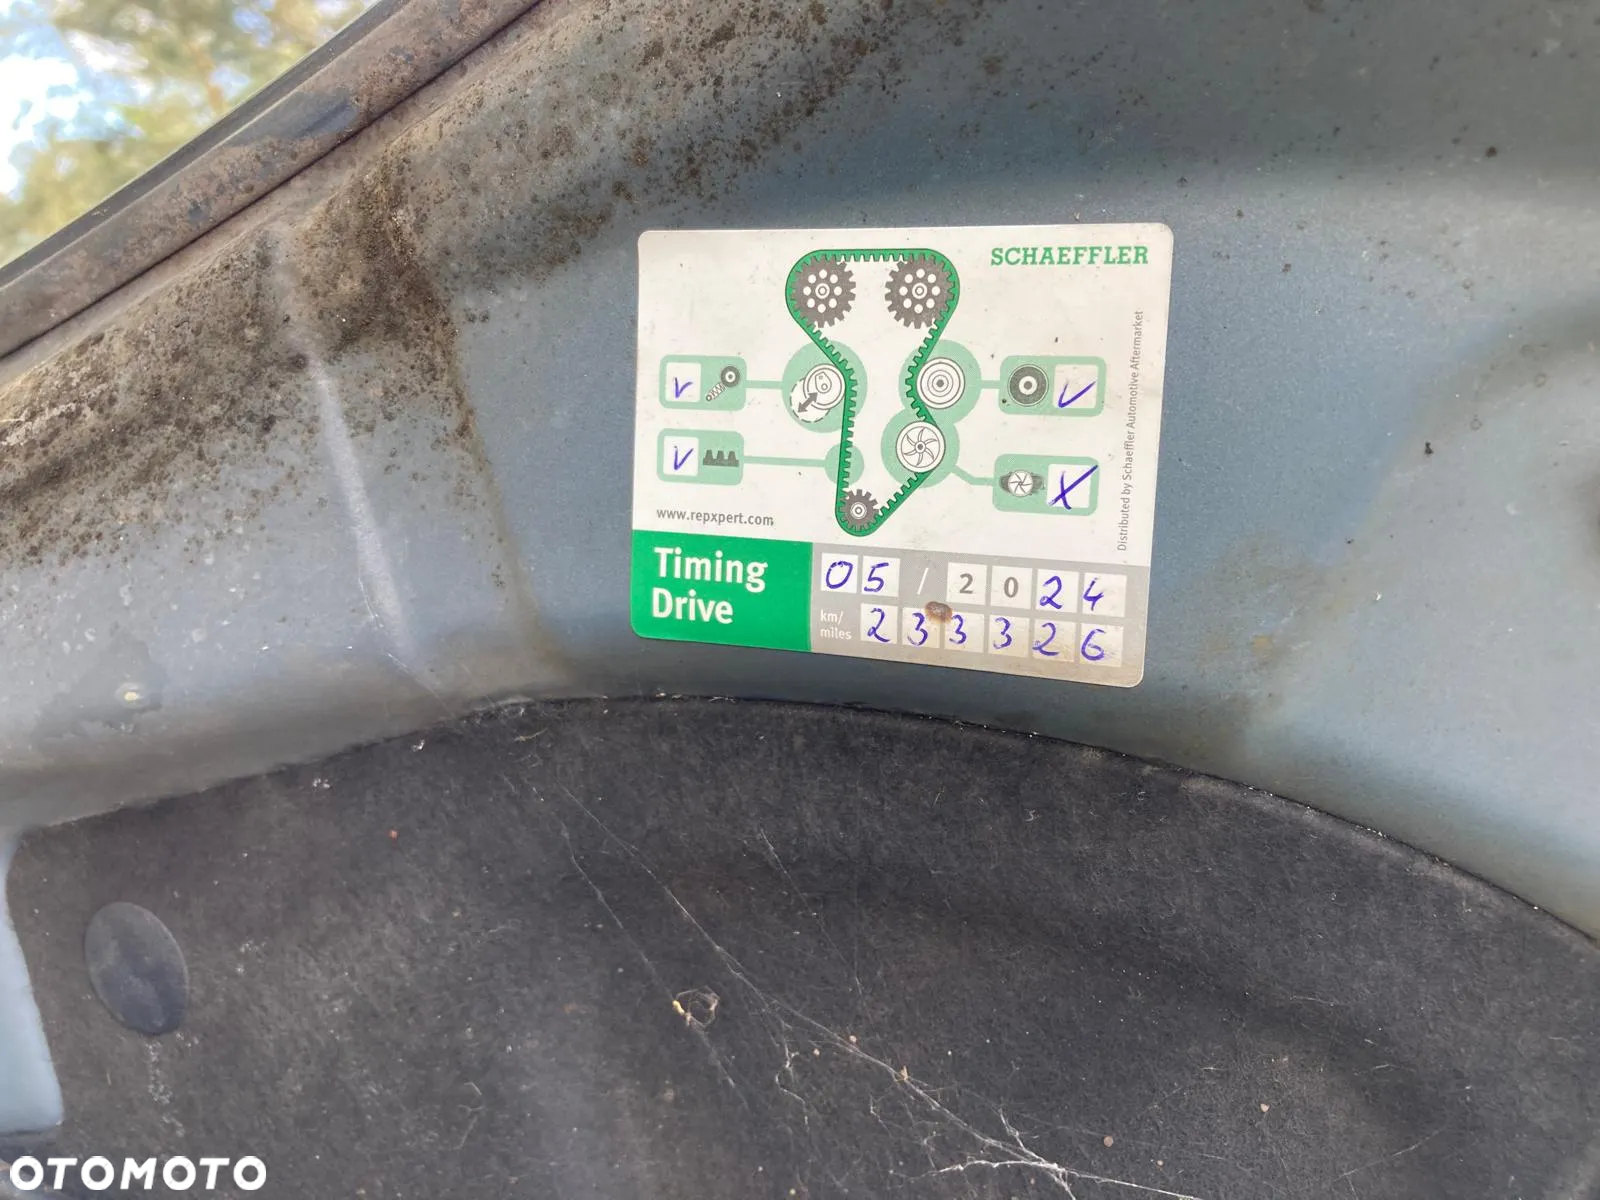 SCHAEFFLER
v
v
v
X
www.repxpert.com
Distributed by Schaeffler Automotive Aftermarket
Timing
Drive
05 / 2024
km/
miles
233326
OTOMOTO